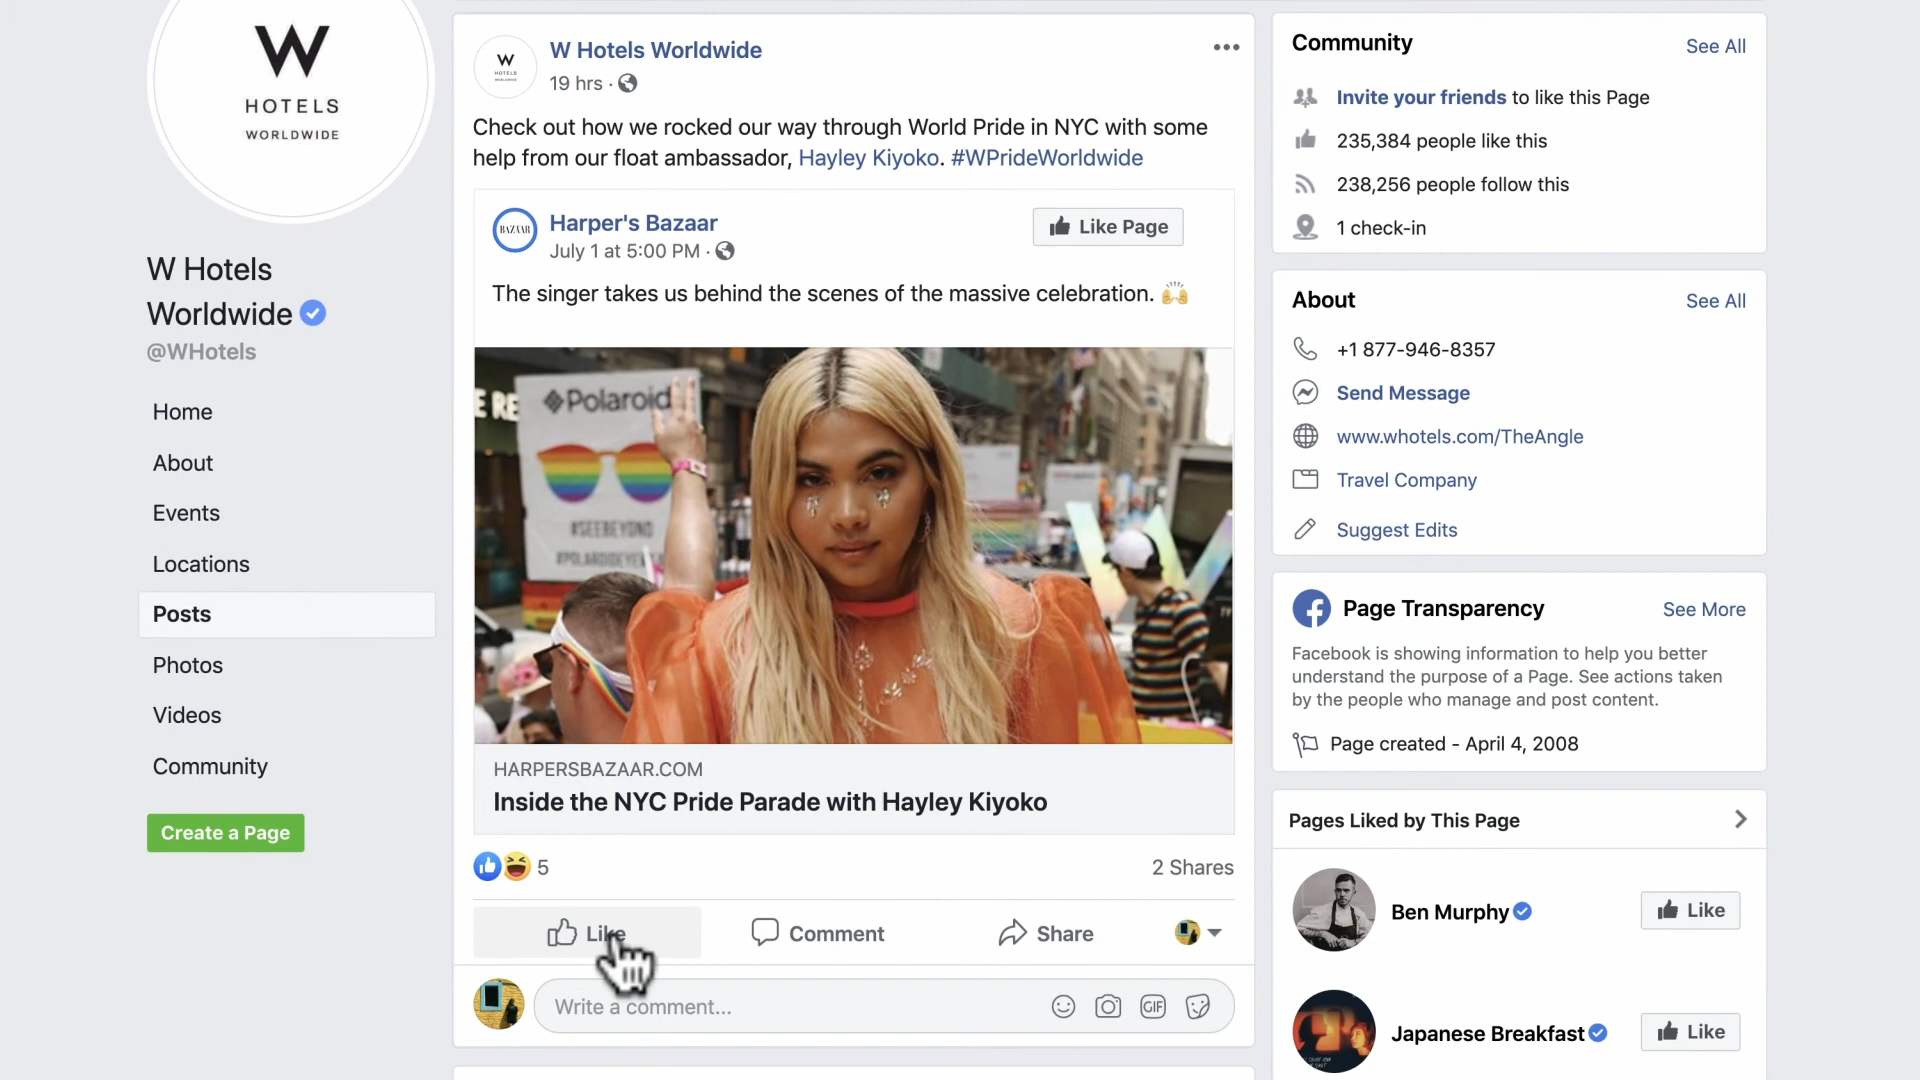 W
HOTELS
WORLDWIDE
W Hotels
Worldwide
@WHotels
Home
About
Events
Locations
Posts
Photos
Videos
Community
Create a Page
W
HOTELS
WORLDWIDE
W Hotels Worldwide
19 hrs ·
Check out how we rocked our way through World Pride in NYC with some
help from our float ambassador, Hayley Kiyoko. #WPrideWorldwide
BAZAAR
Harper's Bazaar
July 1 at 5:00 PM ·
Like Page
The singer takes us behind the scenes of the massive celebration. 🙌
E RE
Polaroid
#SEEBEYOND
HARPERSBAZAAR.COM
Inside the NYC Pride Parade with Hayley Kiyoko
5
2 Shares
Like
Comment
Share
Write a comment...
GIF
Community
See All
Invite your friends to like this Page
235,384 people like this
238,256 people follow this
1 check-in
About
See All
+1 877-946-8357
Send Message
www.whotels.com/TheAngle
Travel Company
Suggest Edits
Page Transparency
See More
Facebook is showing information to help you better
understand the purpose of a Page. See actions taken
by the people who manage and post content.
Page created - April 4, 2008
Pages Liked by This Page
Ben Murphy
Like
Japanese Breakfast
Like